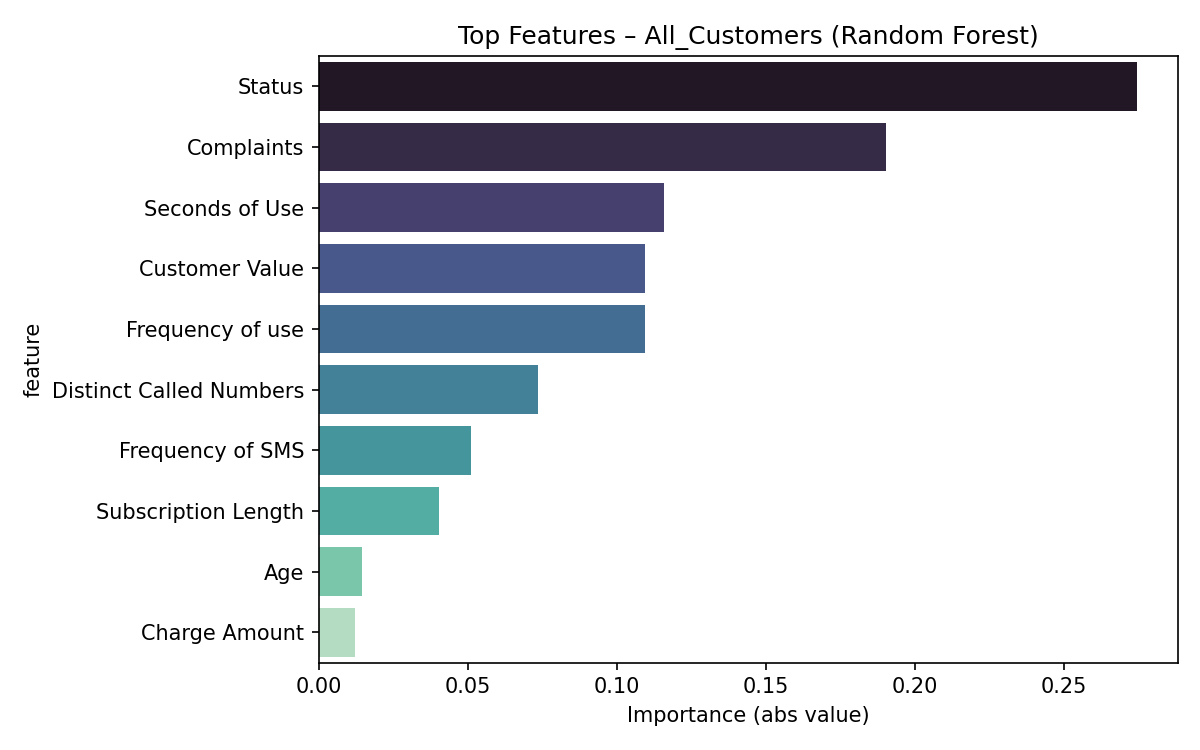 Top Features – All_Customers (Random Forest)
Status
Complaints
Seconds of Use
Customer Value
Frequency of use
Distinct Called Numbers
Frequency of SMS
Subscription Length
Age
Charge Amount
feature
0.00 0.05 0.10 0.15 0.20 0.25
Importance (abs value)